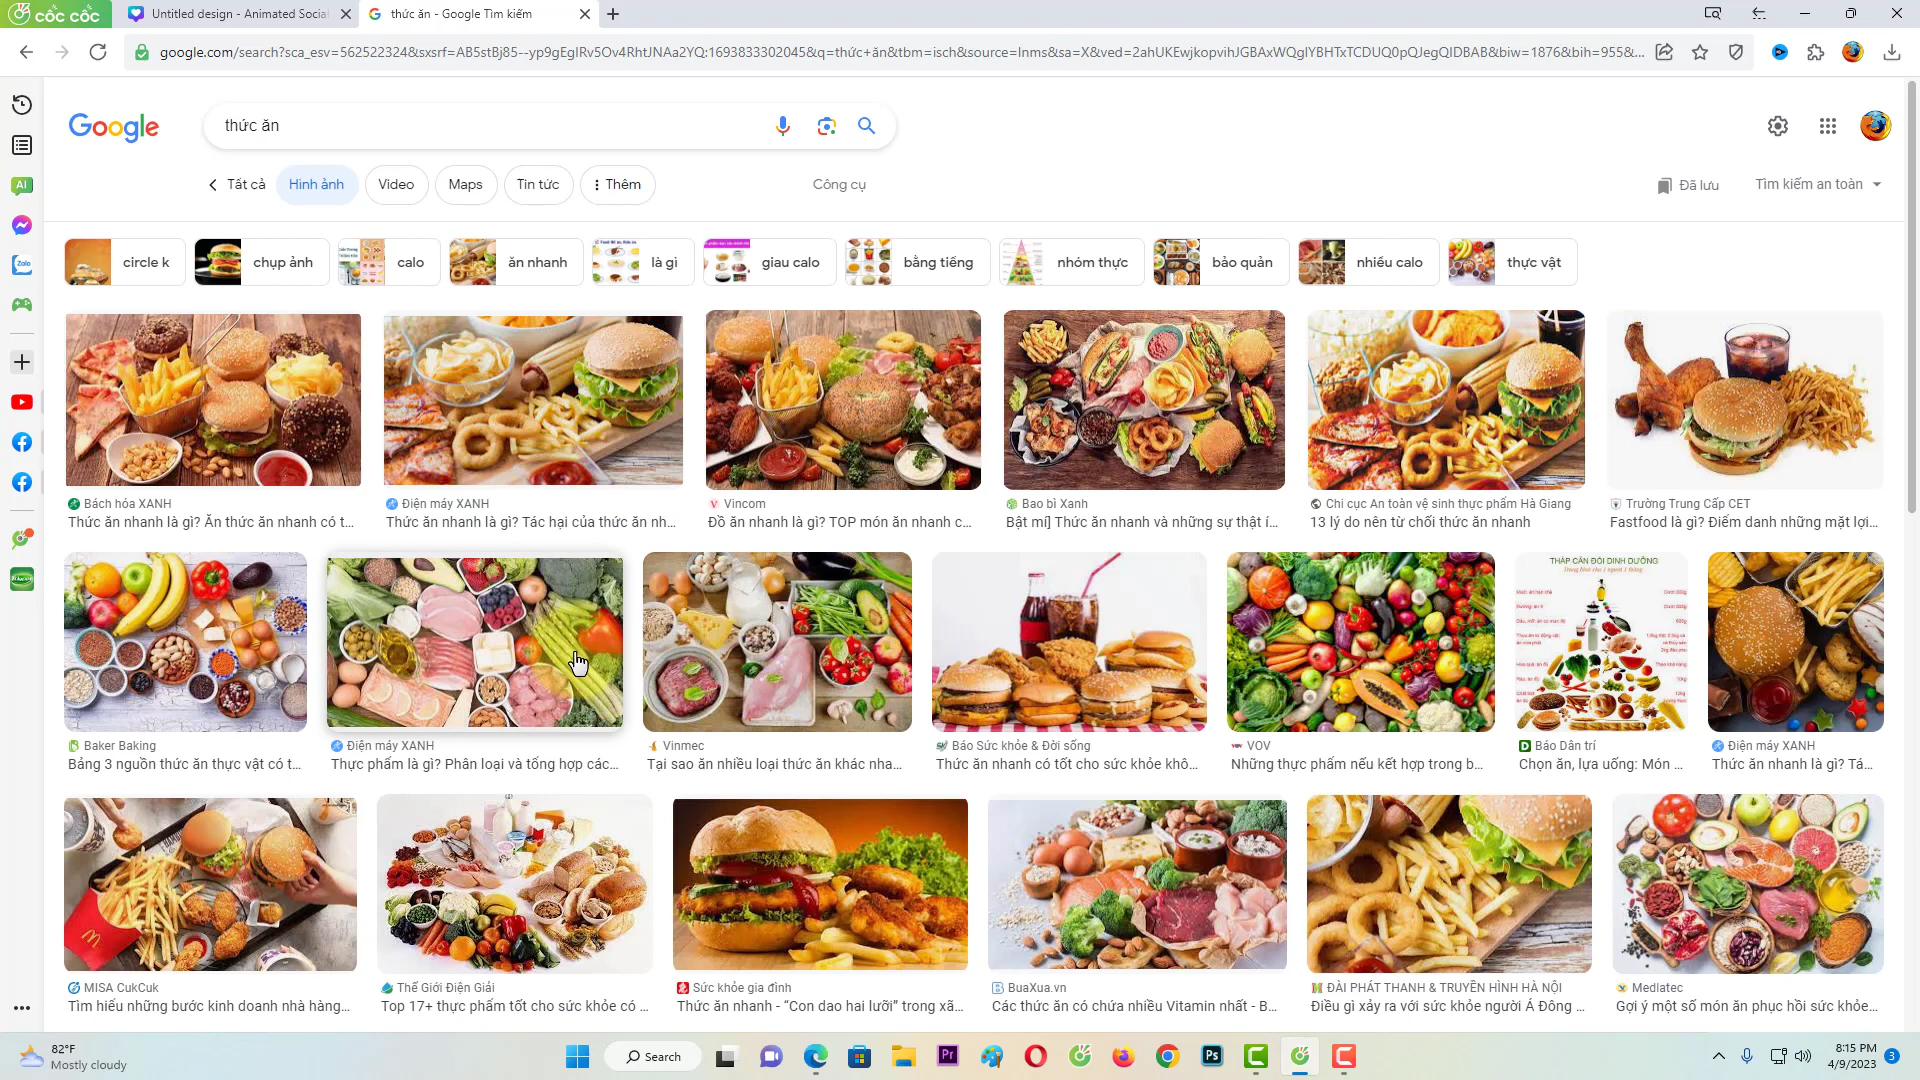 cốc cốc
Untitled design - Animated Social
thức ăn - Google Tìm kiếm
google.com/search?sca_esv=562522324&sxsrf=AB5stBj85--yp9gEgIRv5Ov4RhtJNAa2YQ:1693833302045&q=thức+ăn&tbm=isch&source=lnms&sa=X&ved=2ahUKEwjkopvihJGBAxWQglYBHTxTCDUQ0pQJegQIDBAB&biw=1876&bih=955&...
Google
thức ăn
Tất cả
Hình ảnh
Video
Maps
Tin tức
Thêm
Công cụ
Đã lưu
Tìm kiếm an toàn
circle k
chụp ảnh
calo
ăn nhanh
là gì
giau calo
bằng tiếng
nhóm thực
bảo quản
nhiều calo
thực vật
Bách hóa XANH
Thức ăn nhanh là gì? Ăn thức ăn nhanh có t...
Điện máy XANH
Thức ăn nhanh là gì? Tác hại của thức ăn nh...
Vincom
Đồ ăn nhanh là gì? TOP món ăn nhanh c...
Bao bì Xanh
Bật mí] Thức ăn nhanh và những sự thật í...
Chi cục An toàn vệ sinh thực phẩm Hà Giang
13 lý do nên từ chối thức ăn nhanh
Trường Trung Cấp CET
Fastfood là gì? Điểm danh những mặt lợi...
THÁP CÂN ĐỐI DINH DƯỠNG
Baker Baking
Bảng 3 nguồn thức ăn thực vật có t...
Điện máy XANH
Thực phẩm là gì? Phân loại và tổng hợp các...
Vinmec
Tại sao ăn nhiều loại thức ăn khác nha...
Báo Sức khỏe & Đời sống
Thức ăn nhanh có tốt cho sức khỏe khô...
VOV
Những thực phẩm nếu kết hợp trong b...
Báo Dân trí
Chọn ăn, lựa uống: Món ...
Điện máy XANH
Thức ăn nhanh là gì? Tá...
MISA CukCuk
Tìm hiểu những bước kinh doanh nhà hàng...
Thế Giới Điện Giải
Top 17+ thực phẩm tốt cho sức khỏe có ...
Sức khỏe gia đình
Thức ăn nhanh - “Con dao hai lưỡi” trong xã...
BuaXua.vn
Các thức ăn có chứa nhiều Vitamin nhất - B...
ĐÀI PHÁT THANH & TRUYỀN HÌNH HÀ NỘI
Điều gì xảy ra với sức khỏe người Á Đông ...
Medlatec
Gợi ý một số món ăn phục hồi sức khỏe...
AI
Zalo
82°F
Mostly cloudy
Search
Pr
Ps
8:15 PM
4/9/2023
3